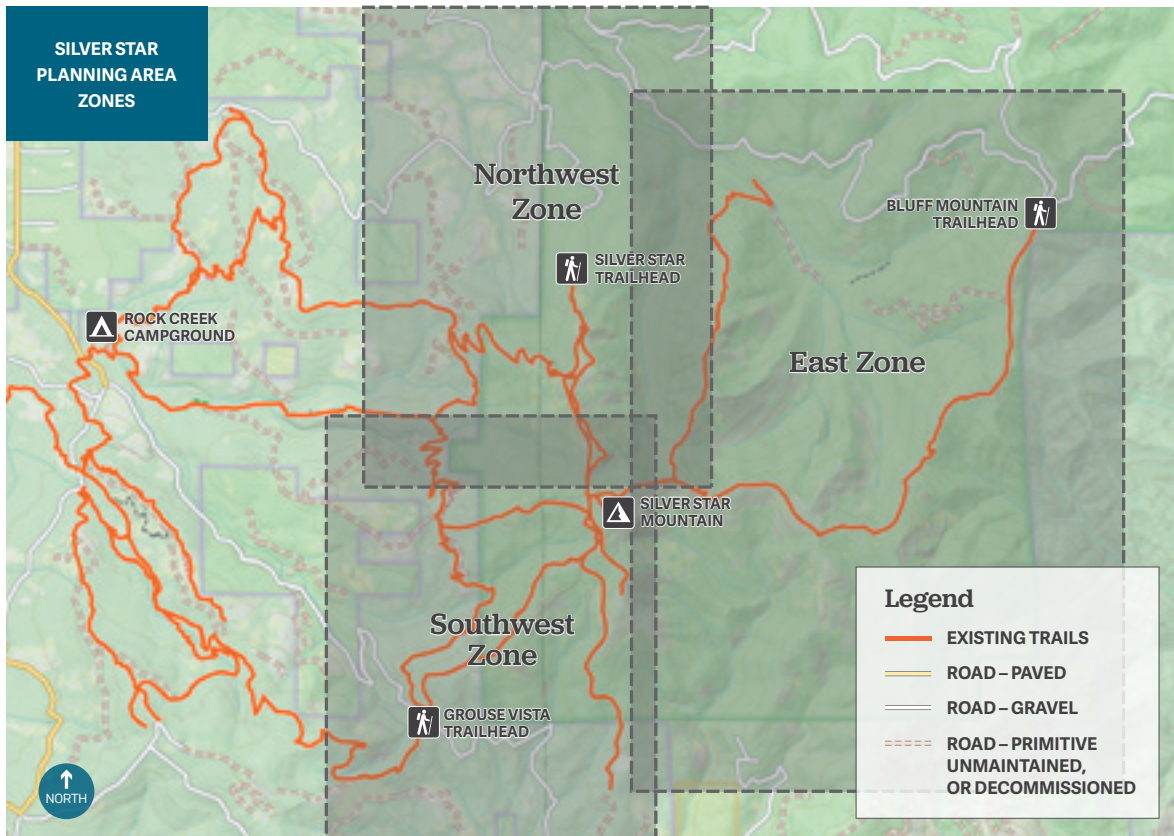 SILVER STAR
PLANNING AREA
ZONES
Northwest
Zone
BLUFF MOUNTAIN
TRAILHEAD
SILVER STAR
TRAILHEAD
ROCK CREEK
CAMPGROUND
East Zone
SILVER STAR
MOUNTAIN
Southwest
Zone
GROUSE VISTA
TRAILHEAD
Legend
EXISTING TRAILS
ROAD – PAVED
ROAD – GRAVEL
ROAD – PRIMITIVE
UNMAINTAINED,
OR DECOMMISSIONED
NORTH